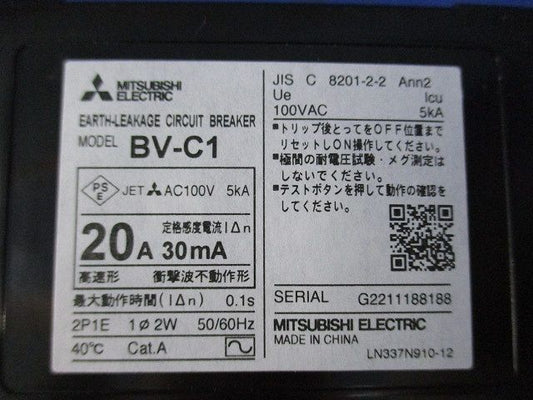 MITSUBISHI
ELECTRIC
EARTH-LEAKAGE CIRCUIT BREAKER
MODEL BV-C1
PS
E
JET AC100V 5kA
定格感度電流IΔn
20A 30mA
高速形 衝撃波不動作形
最大動作時間(IΔn) 0.1s
2P1E 1ø2W 50/60Hz
40℃ Cat.A
JIS C 8201-2-2 Ann2
Ue Icu
100VAC 5kA
■トリップ後とってをOFF位置まで
リセットしON操作してください。
■極間の耐電圧試験・メグ測定は
しないでください。
■テストボタンを押して動作の確認を
してください。
SERIAL G2211188188
MITSUBISHI ELECTRIC
MADE IN CHINA
LN337N910-12